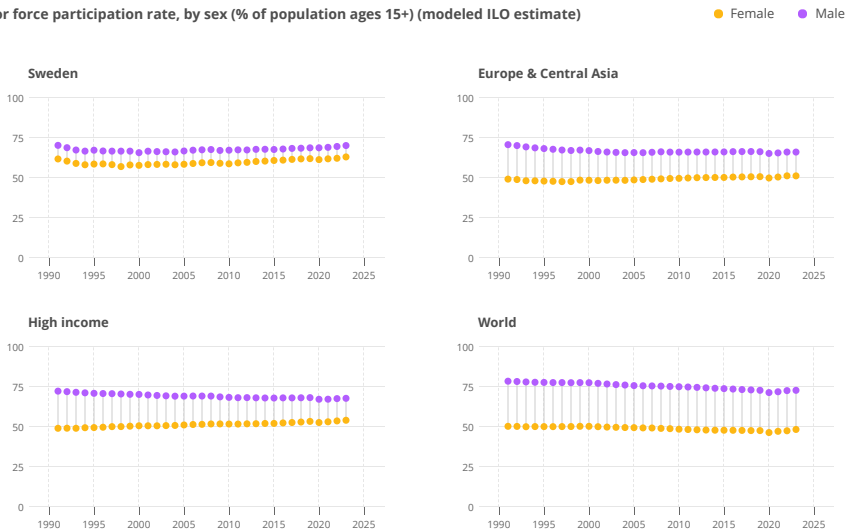 or force participation rate, by sex (% of population ages 15+) (modeled ILO estimate)
Female Male
Sweden
100
75
50
25
0
1990 1995 2000 2005 2010 2015 2020 2025
Europe & Central Asia
100
75
50
25
0
1990 1995 2000 2005 2010 2015 2020 2025
High income
100
75
50
25
0
1990 1995 2000 2005 2010 2015 2020 2025
World
100
75
50
25
0
1990 1995 2000 2005 2010 2015 2020 2025